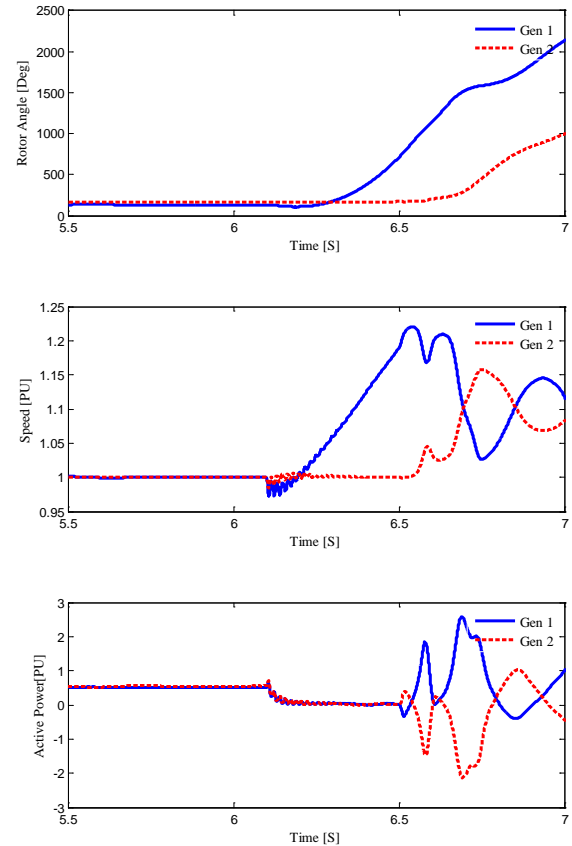 2500
2000
1500
1000
500
0
5.5
6
6.5
7
Rotor Angle [Deg]
Time [S]
Gen 1
Gen 2
1.25
1.2
1.15
1.1
1.05
1
0.95
5.5
6
6.5
7
Speed [PU]
Time [S]
Gen 1
Gen 2
3
2
1
0
-1
-2
-3
5.5
6
6.5
7
Active Power[PU]
Time [S]
Gen 1
Gen 2